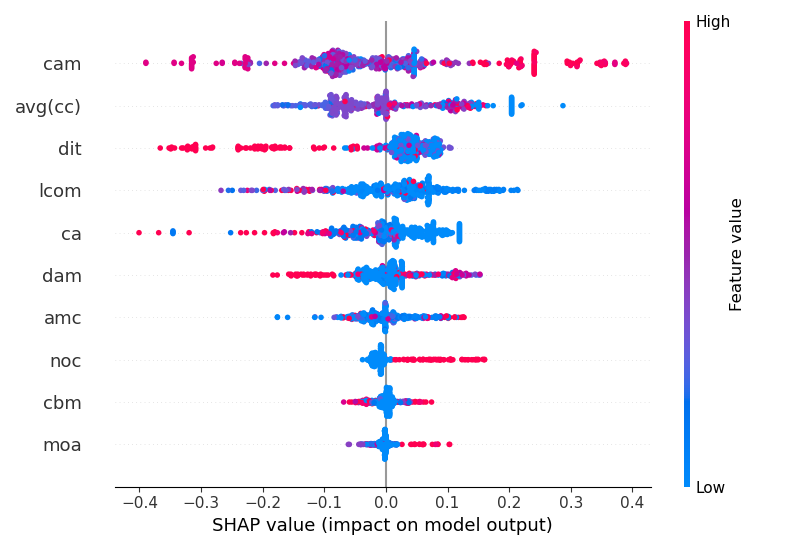 High
cam
avg(cc)
dit
lcom
ca
dam
amc
noc
cbm
moa
Low
Feature value
−0.4 −0.3 −0.2 −0.1 0.0 0.1 0.2 0.3 0.4
SHAP value (impact on model output)